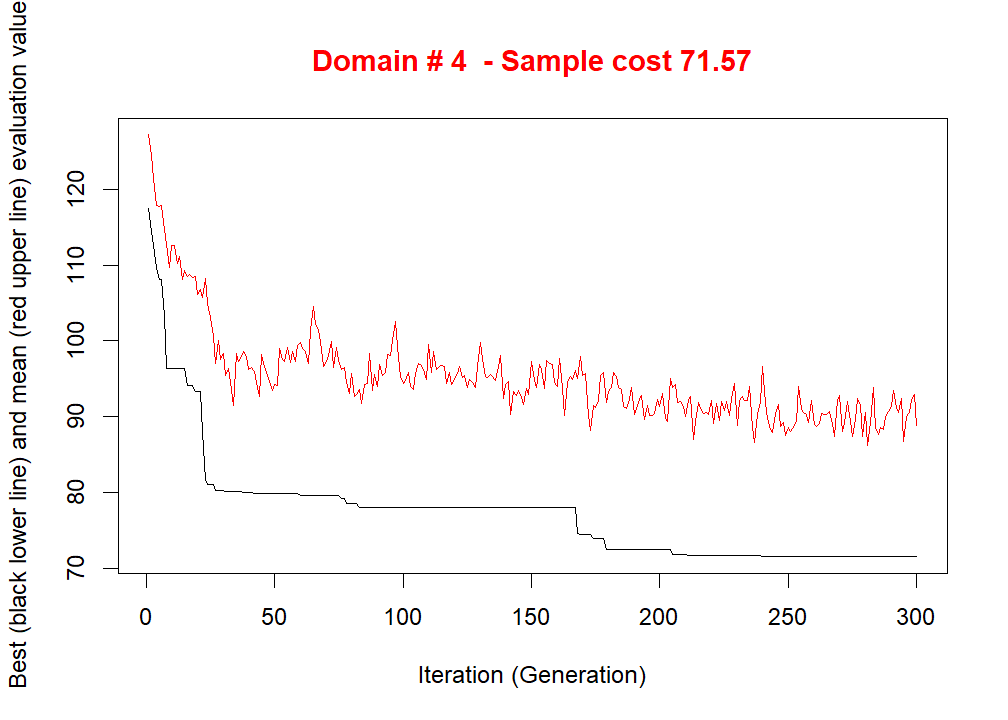 Domain # 4  - Sample cost 71.57
Best (black lower line) and mean (red upper line) evaluation value
120
110
100
90
80
70
0 50 100 150 200 250 300
Iteration (Generation)